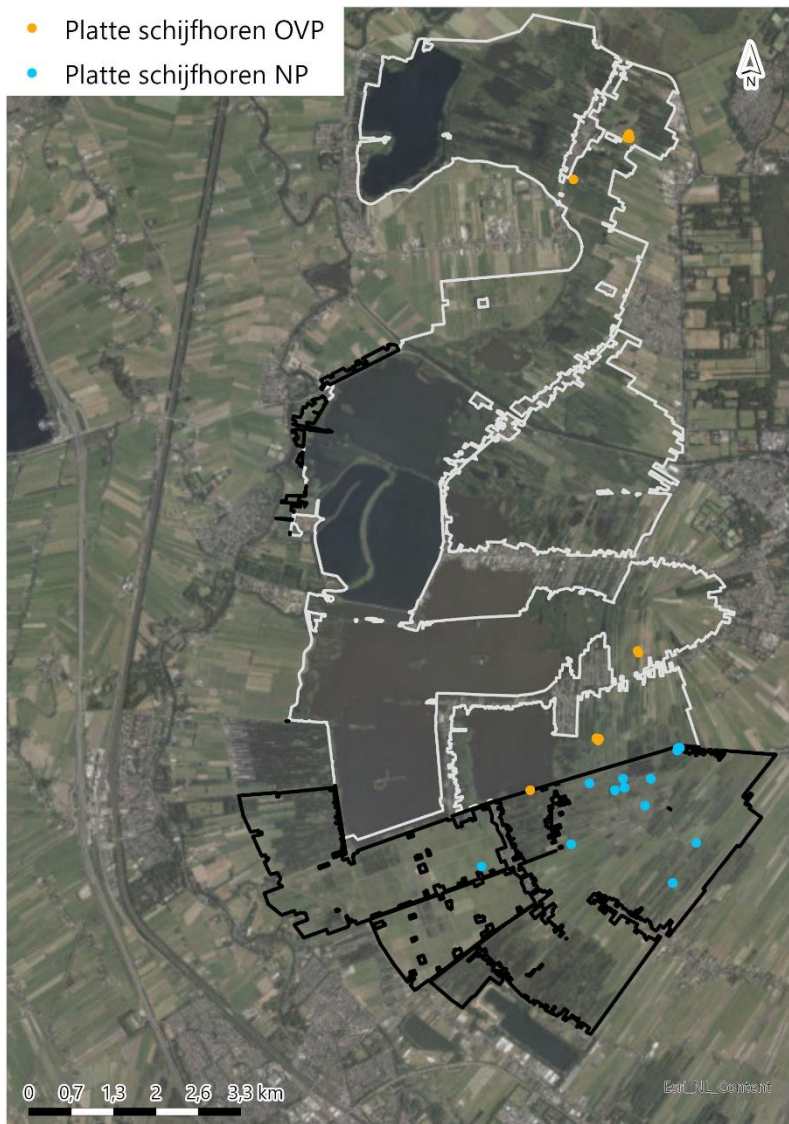 Platte schijfhoren OVP
Platte schijfhoren NP
N
0 0,7 1,3 2 2,6 3,3 km
Esri_NL_Content